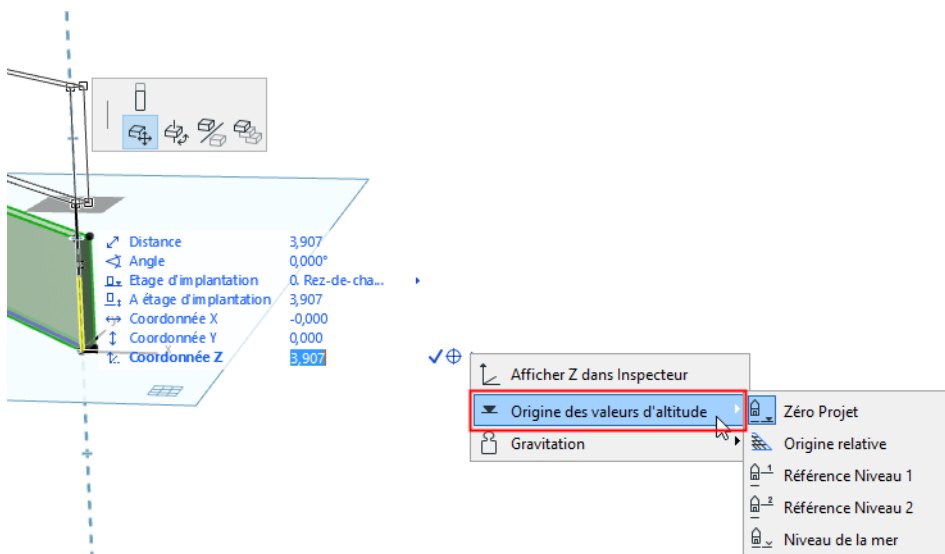 Distance 3,907
Angle 0,000°
Etage d'implantation 0. Rez-de-cha...
A étage d'implantation 3,907
Coordonnée X -0,000
Coordonnée Y 0,000
Coordonnée Z 3,907
x
Afficher Z dans Inspecteur
Origine des valeurs d'altitude
Gravitation
Zéro Projet
Origine relative
1 Référence Niveau 1
2 Référence Niveau 2
Niveau de la mer